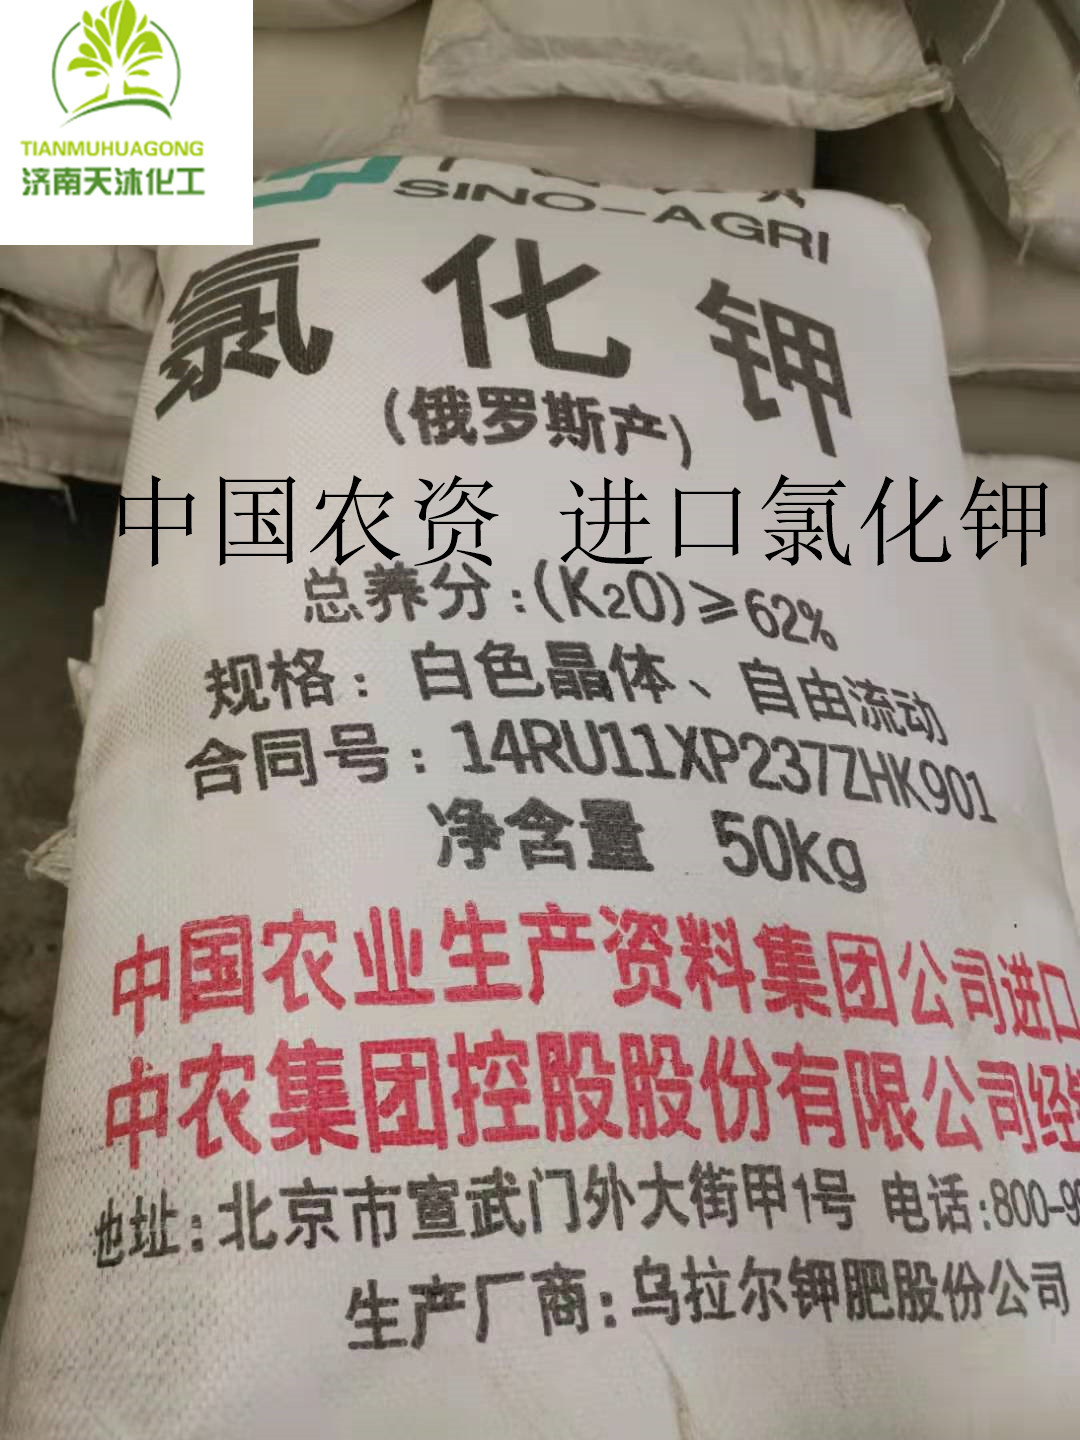 TIANMUHUAGONG
济南天沐化工
SINO-AGRI
氯化钾
(俄罗斯产)
中国农资 进口氯化钾
总养分:(K2O)≥62%
规格：白色晶体、自由流动
合同号：14RU11XP237ZHK901
净含量 50Kg
中国农业生产资料集团公司进口
中农集团控股股份有限公司经
地址:北京市宣武门外大街甲1号 电话:800-9
生产厂商:乌拉尔钾肥股份公司